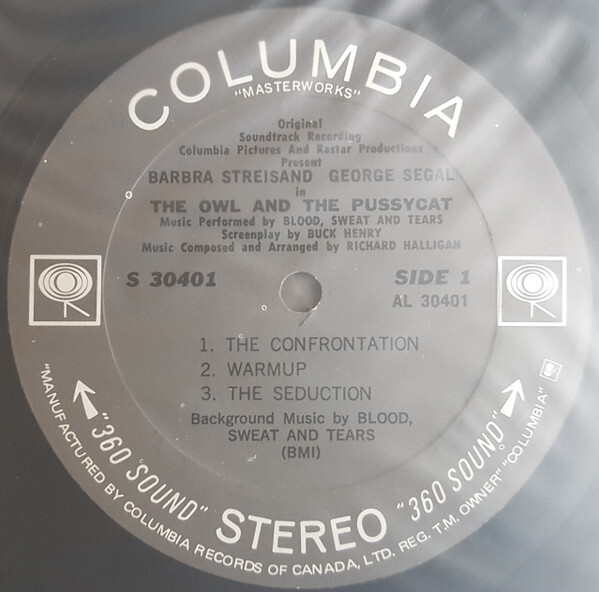 COLUMBIA
"MASTERWORKS"
Original
Soundtrack Recording
Columbia Pictures And Rastar Productions
Present
BARBRA STREISAND GEORGE SEGAL
in
THE OWL AND THE PUSSYCAT
Music Performed by BLOOD, SWEAT AND TEARS
Screenplay by BUCK HENRY
Music Composed and Arranged by RICHARD HALLIGAN
S 30401
SIDE 1
AL 30401
1. THE CONFRONTATION
2. WARMUP
3. THE SEDUCTION
Background Music by BLOOD,
SWEAT AND TEARS
(BMI)
"360 SOUND" STEREO "360 SOUND"
"MANUFACTURED BY COLUMBIA RECORDS OF CANADA, LTD. REG. T.M. OWNER" "COLUMBIA"